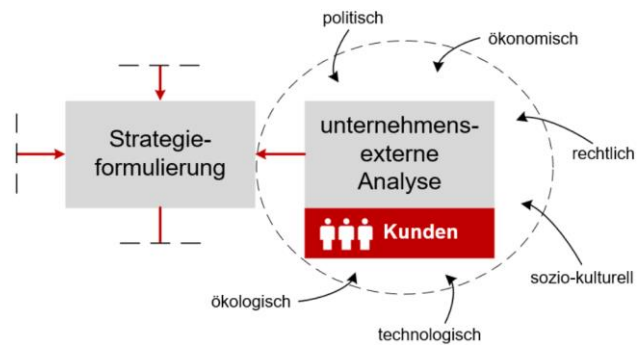 politisch
ökonomisch
Strategie-
formulierung
unternehmens-
externe
Analyse
rechtlich
Kunden
sozio-kulturell
ökologisch
technologisch